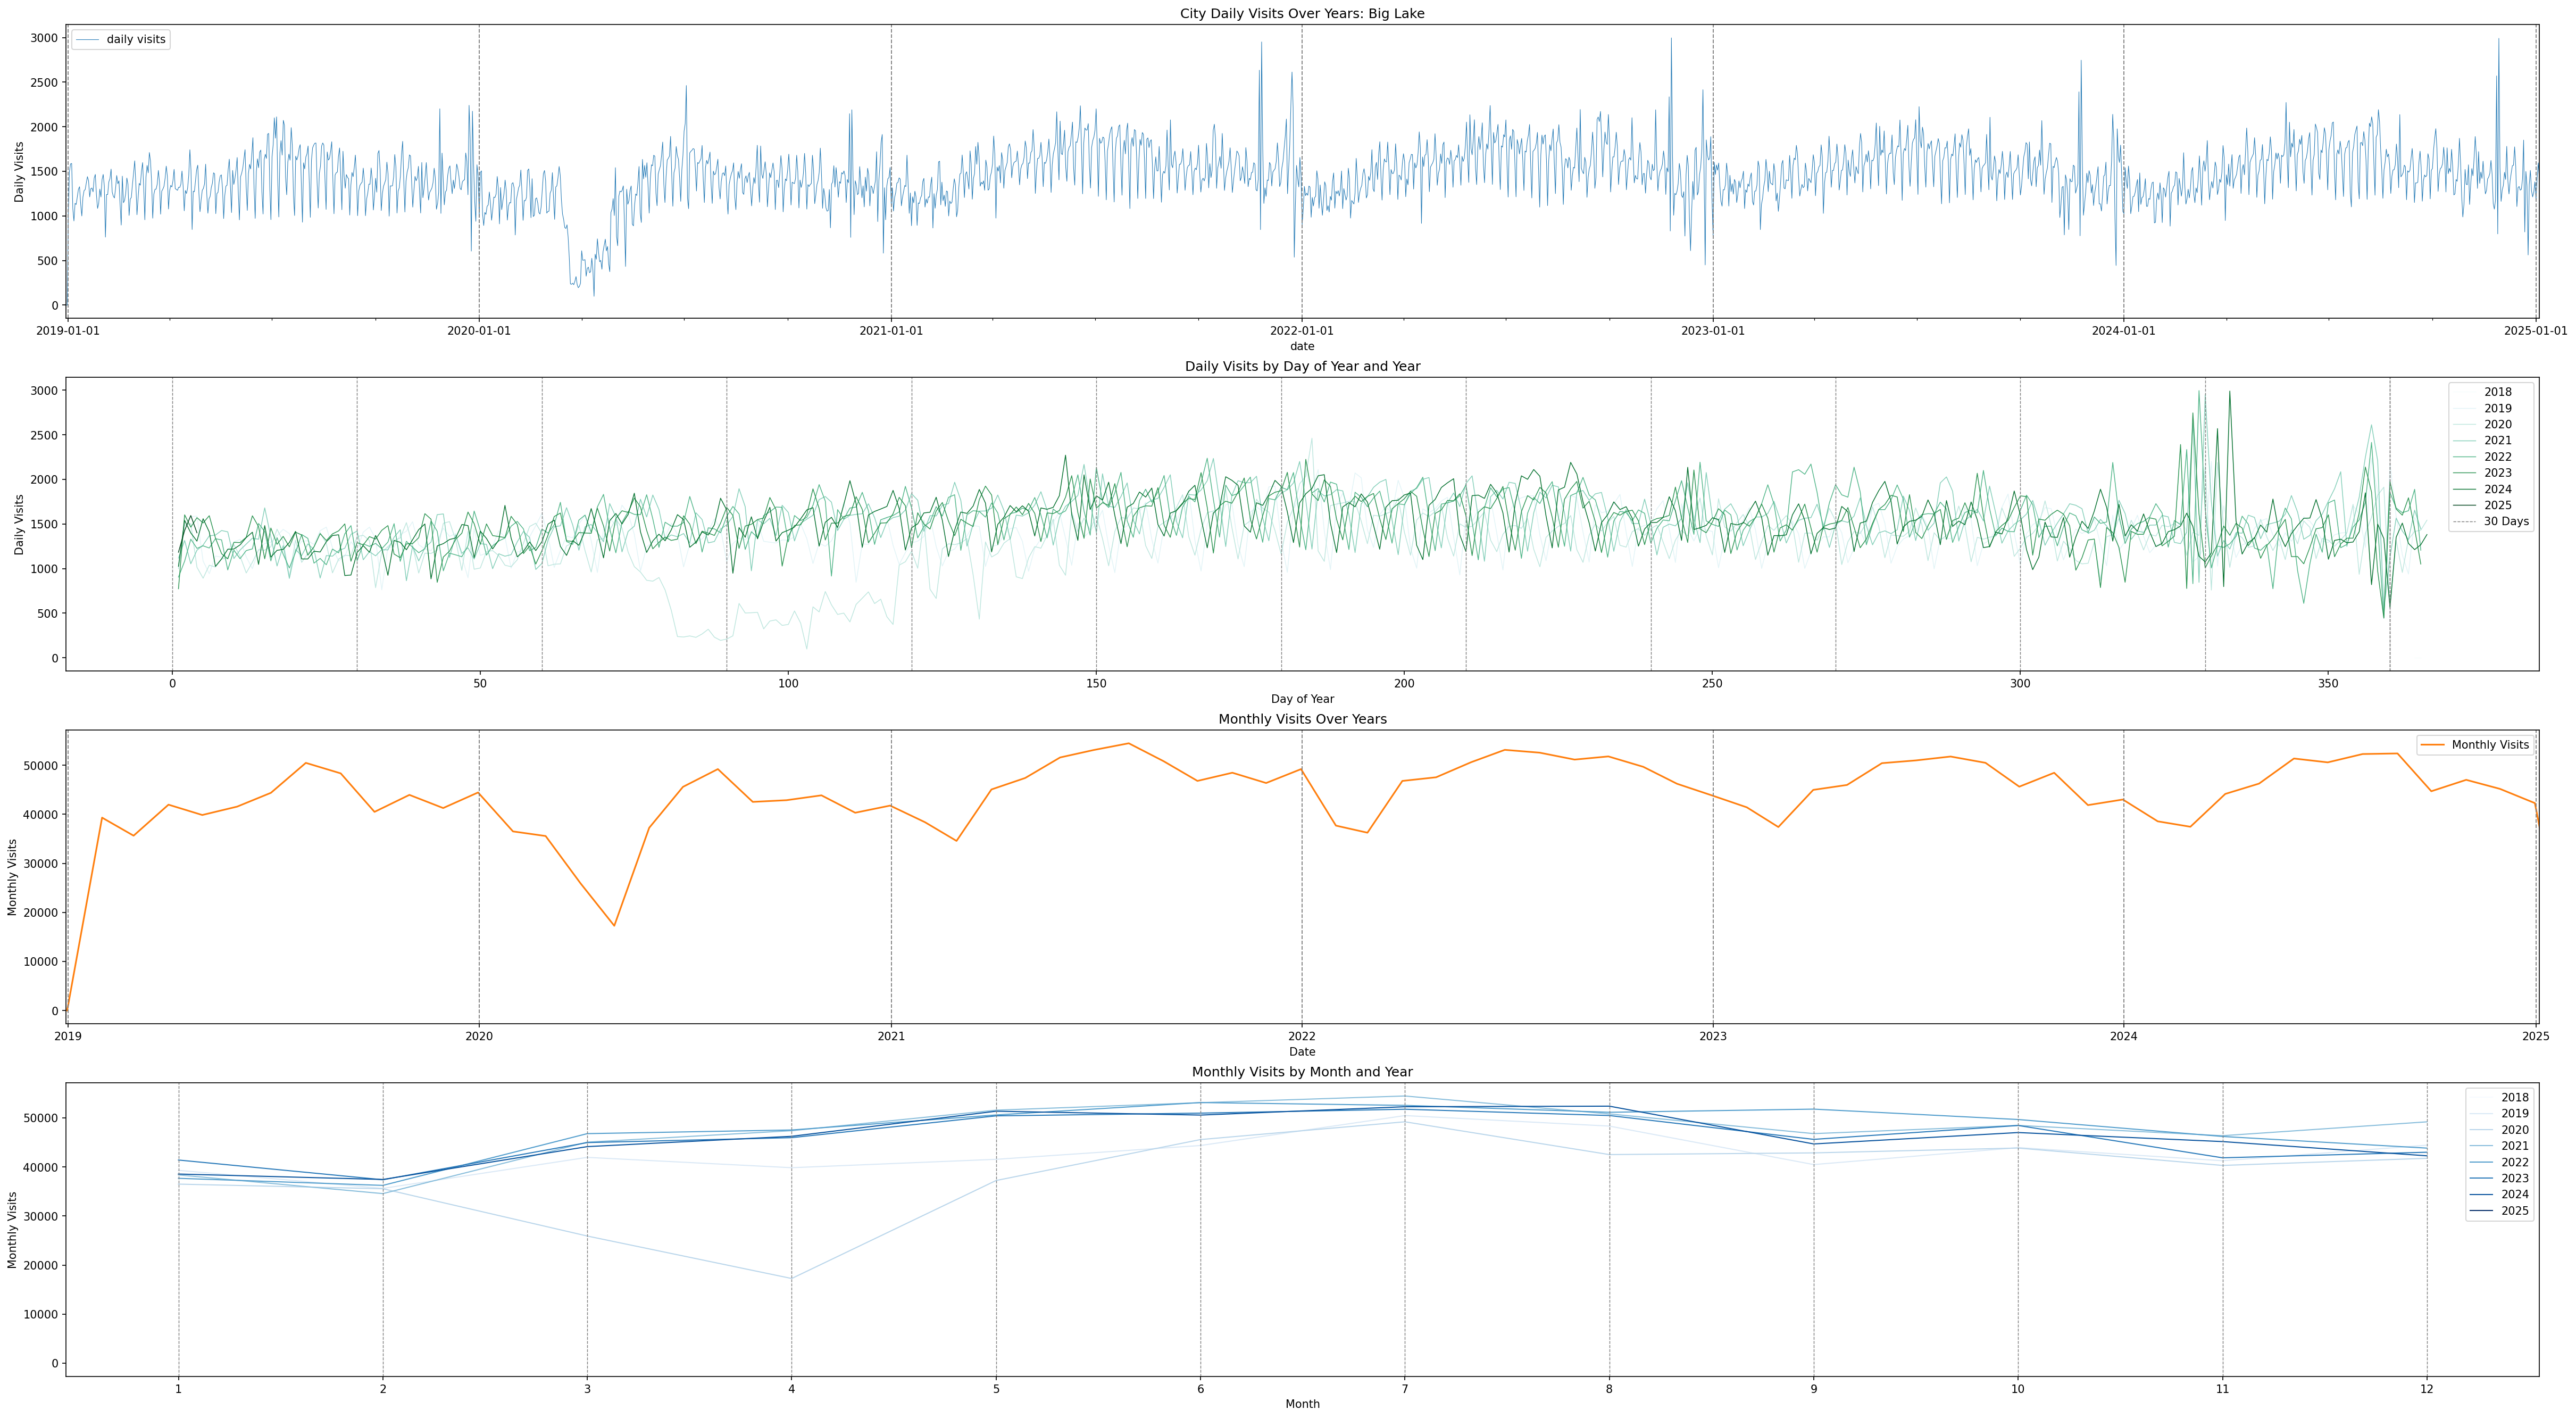 City Daily Visits Over Years: Big Lake
daily visits
Daily Visits
3000
2500
2000
1500
1000
500
0
2019-01-01 2020-01-01 2021-01-01 2022-01-01 2023-01-01 2024-01-01 2025-01-01
date
Daily Visits by Day of Year and Year
Daily Visits
3000
2500
2000
1500
1000
500
0
2018
2019
2020
2021
2022
2023
2024
2025
30 Days
0 50 100 150 200 250 300 350
Day of Year
Monthly Visits Over Years
Monthly Visits
Monthly Visits
50000
40000
30000
20000
10000
0
2019 2020 2021 2022 2023 2024 2025
Date
Monthly Visits by Month and Year
Monthly Visits
50000
40000
30000
20000
10000
0
2018
2019
2020
2021
2022
2023
2024
2025
1 2 3 4 5 6 7 8 9 10 11 12
Month